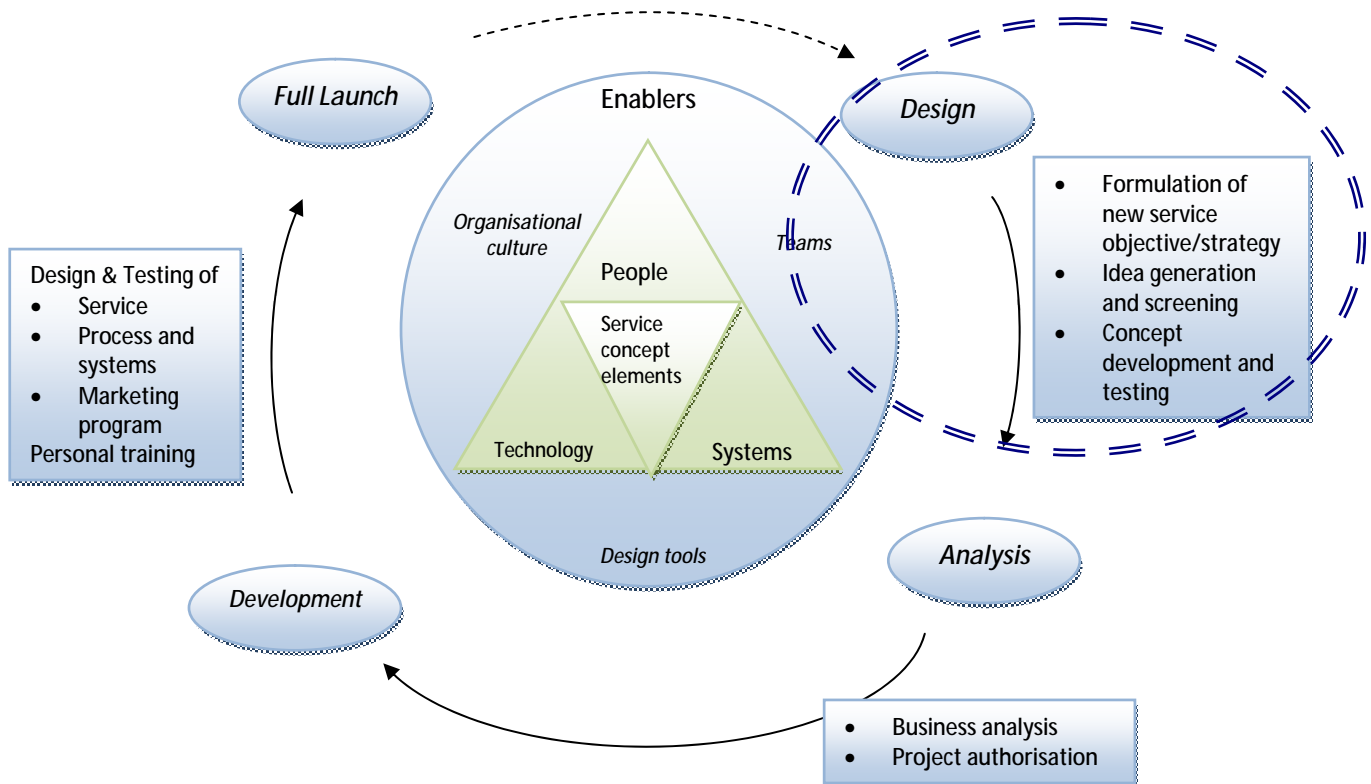 Full Launch
Enablers
Design
Organisational
culture
Teams
People
Service
concept
elements
Technology
Systems
Design tools
• Formulation of
new service
objective/strategy
• Idea generation
and screening
• Concept
development and
testing
Design & Testing of
• Service
• Process and
systems
• Marketing
program
Personal training
Analysis
Development
• Business analysis
• Project authorisation